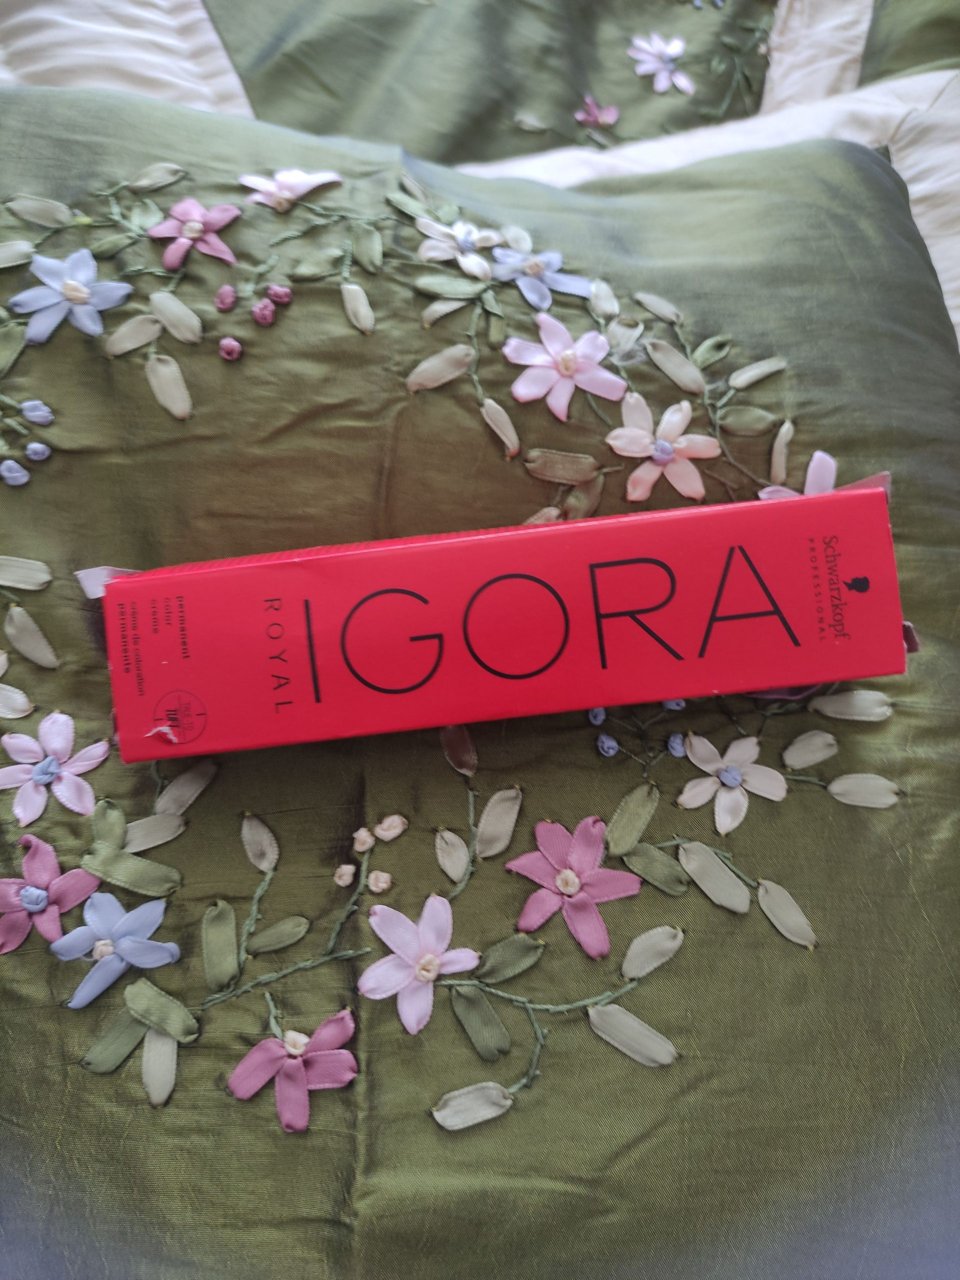 IGORA
ROYAL
Schwarzkopf
PROFESSIONAL
permanent
color
creme
crème de coloration
permanente